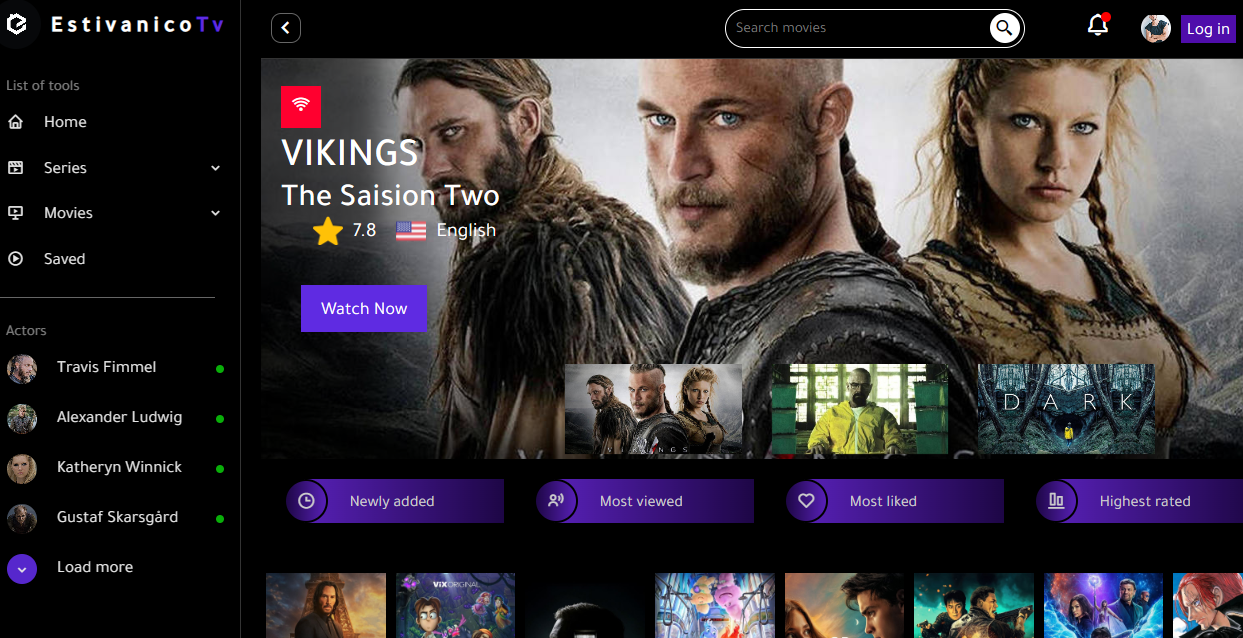 EstivanicoTv
Search movies
Log in
List of tools
Home
Series
Movies
Saved
Actors
Travis Fimmel
Alexander Ludwig
Katheryn Winnick
Gustaf Skarsgård
Load more
VIKINGS
The Saision Two
7.8 English
Watch Now
VIKINGS
DARK
Newly added
Most viewed
Most liked
Highest rated
ViX ORIGINAL